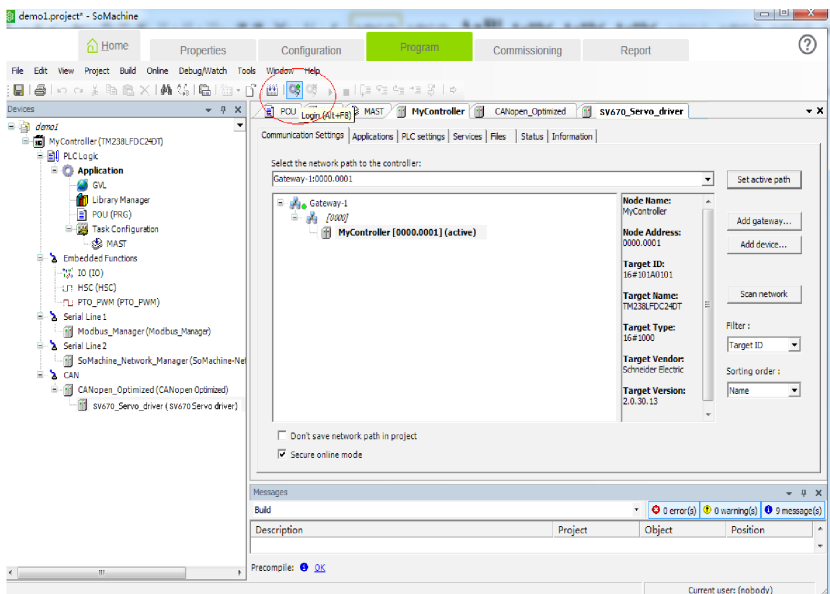 demo1.project* - SoMachine
Home Properties Configuration Program Commissioning Report
File Edit View Project Build Online Debug/Watch Tools Window Help
Devices
POU MAST MyController CANopen_Optimized SV670_Servo_driver
Login (Alt+F8)
demo1
MyController (TM238LFDC24DT)
PLC Logic
Application
GVL
Library Manager
POU (PRG)
Task Configuration
MAST
Embedded Functions
IO (IO)
HSC (HSC)
PTO_PWM (PTO_PWM)
Serial Line 1
Modbus_Manager (Modbus_Manager)
Serial Line 2
SoMachine_Network_Manager (SoMachine-Net
CAN
CANopen_Optimized (CANopen Optimized)
SV670_Servo_driver ( SV670 Servo driver)
Communication Settings Applications PLC settings Services Files Status Information
Select the network path to the controller:
Gateway-1:0000.0001
Set active path
Gateway-1
[0000]
MyController [0000.0001] (active)
Node Name:
MyController
Node Address:
0000.0001
Target ID:
16#101A0101
Target Name:
TM238LFDC24DT
Target Type:
16#1000
Target Vendor:
Schneider Electric
Target Version:
2.0.30.13
Add gateway...
Add device...
Scan network
Filter :
Target ID
Sorting order :
Name
Don't save network path in project
Secure online mode
Messages
Build
0 error(s) 0 warning(s) 9 message(s)
Description Project Object Position
Precompile: OK
Current user: (nobody)